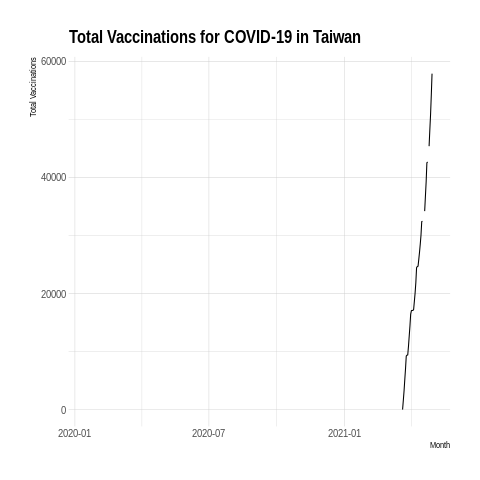 Total Vaccinations for COVID-19 in Taiwan
Total Vaccinations
60000
40000
20000
0
2020-01 2020-07 2021-01
Month